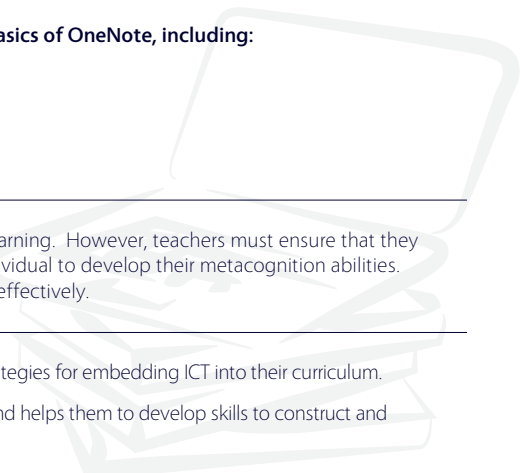 asics of OneNote, including:
arning. However, teachers must ensure that they
vidual to develop their metacognition abilities.
effectively.
tegies for embedding ICT into their curriculum.
nd helps them to develop skills to construct and